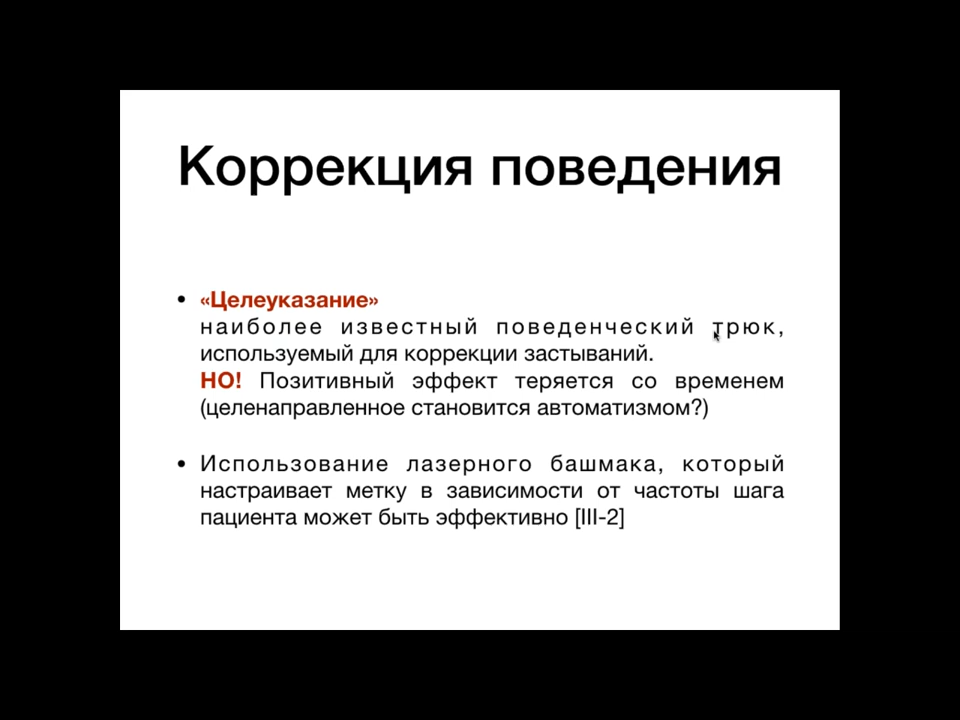 Коррекция поведения
• «Целеуказание»
наиболее известный поведенческий трюк,
используемый для коррекции застываний.
НО! Позитивный эффект теряется со временем
(целенаправленное становится автоматизмом?)
• Использование лазерного башмака, который
настраивает метку в зависимости от частоты шага
пациента может быть эффективно [III-2]